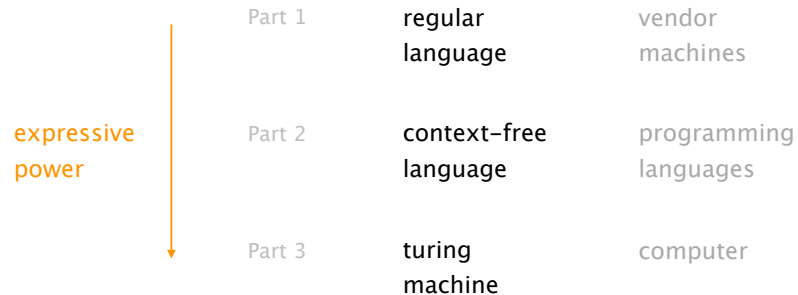 Part 1 regular vendor
language machines
expressive Part 2 context-free programming
power language languages
Part 3 turing computer
machine